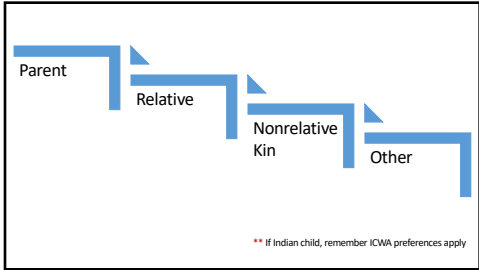 Parent
Relative
Nonrelative
Kin
Other
** If Indian child, remember ICWA preferences apply